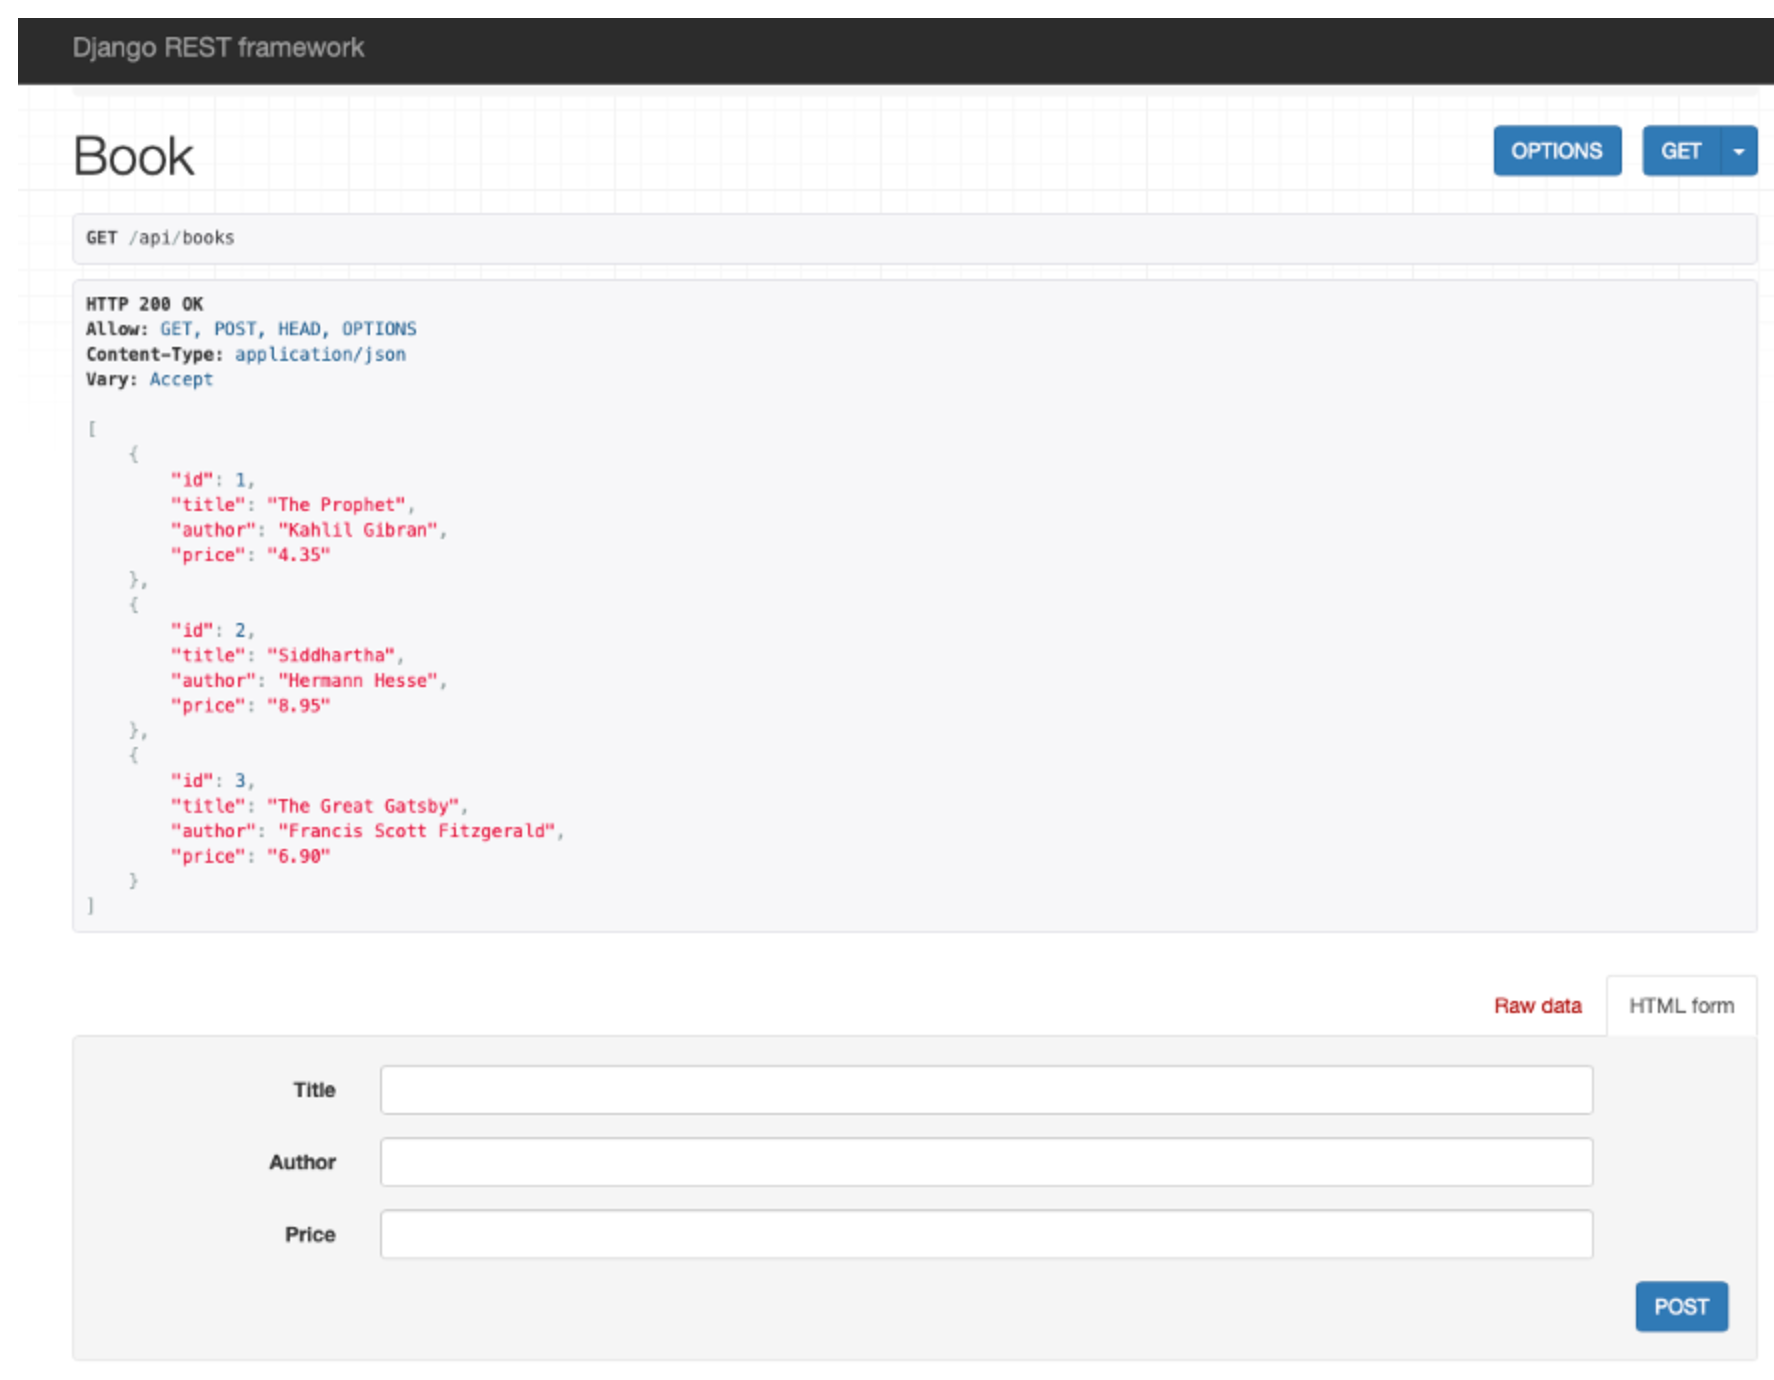 Django REST framework
Book
OPTIONS GET
GET /api/books
HTTP 200 OK
Allow: GET, POST, HEAD, OPTIONS
Content-Type: application/json
Vary: Accept
[
    {
        "id": 1,
        "title": "The Prophet",
        "author": "Kahlil Gibran",
        "price": "4.35"
    },
    {
        "id": 2,
        "title": "Siddhartha",
        "author": "Hermann Hesse",
        "price": "8.95"
    },
    {
        "id": 3,
        "title": "The Great Gatsby",
        "author": "Francis Scott Fitzgerald",
        "price": "6.90"
    }
]
Raw data HTML form
Title
Author
Price
POST